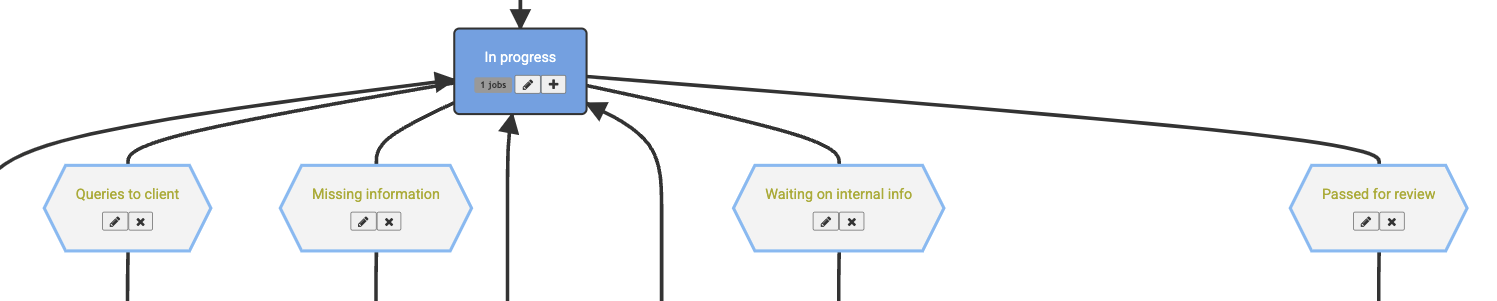 In progress
1 jobs
Queries to client
Missing information
Waiting on internal info
Passed for review